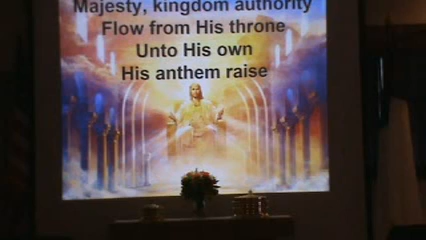 Majesty, kingdom authority
Flow from His throne
Unto His own
His anthem raise